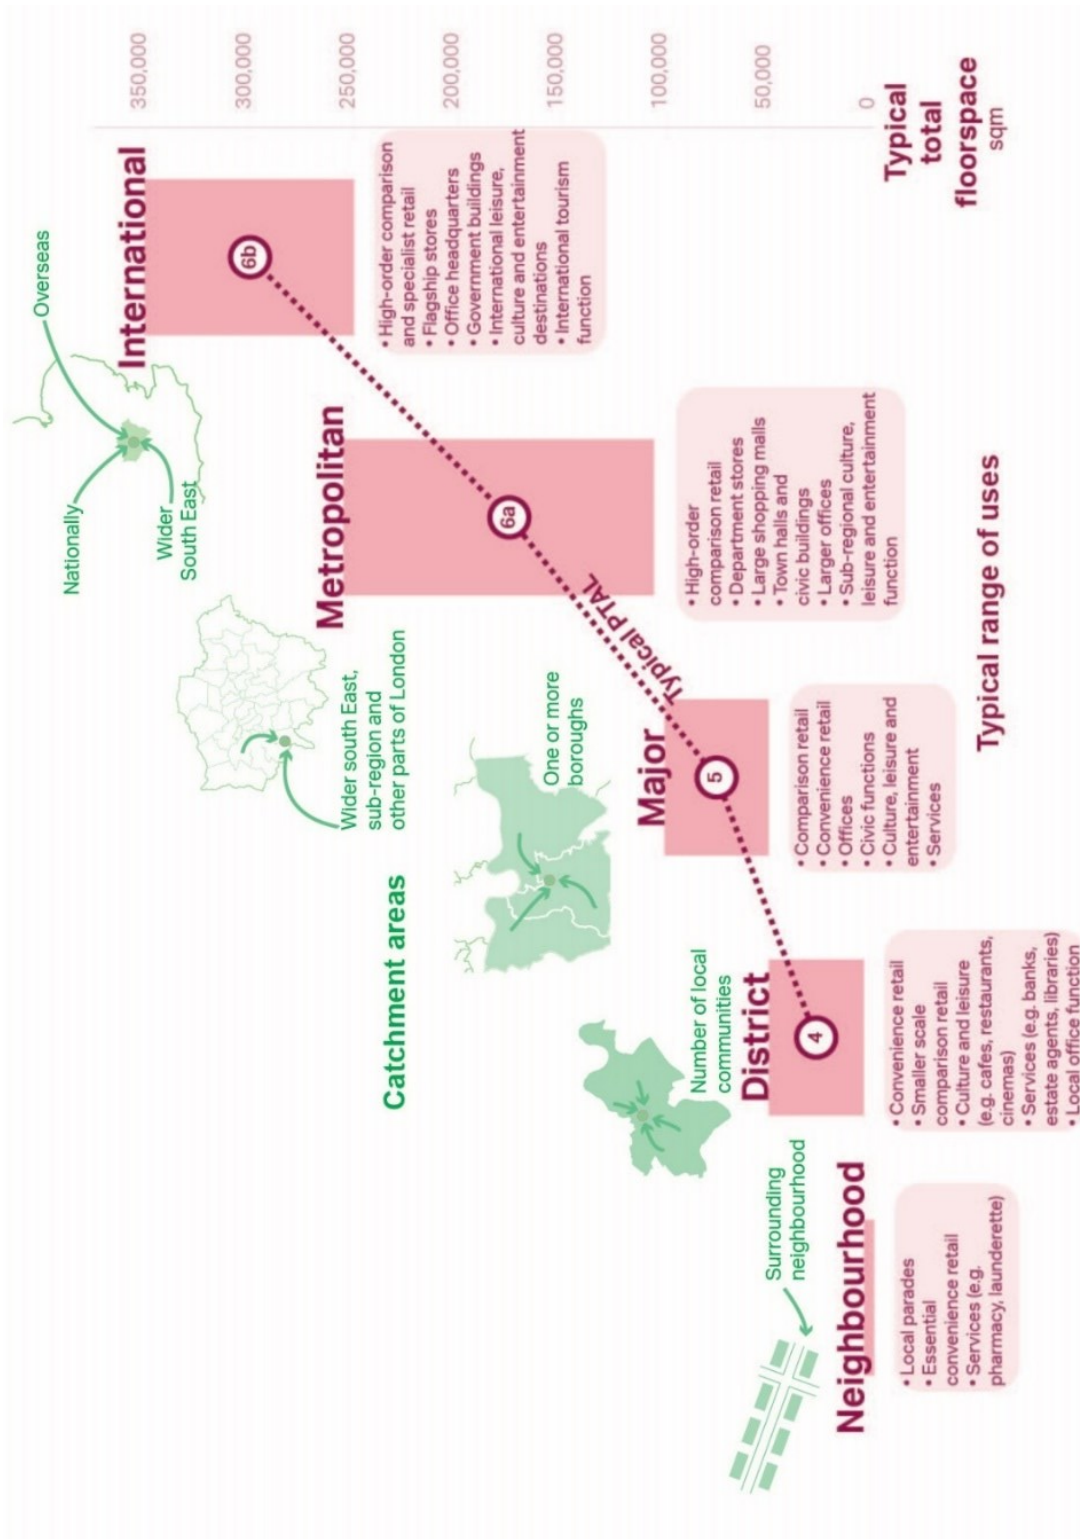 Overseas
Nationally
Wider
South East
International
6b
• High-order comparison
and specialist retail
• Flagship stores
• Office headquarters
• Government buildings
• International leisure,
culture and entertainment
destinations
• International tourism
function
350,000
300,000
250,000
200,000
150,000
100,000
50,000
0
Typical
total
floorspace
sqm
Wider south East,
sub-region and
other parts of London
Metropolitan
6a
• High-order
comparison retail
• Department stores
• Large shopping malls
• Town halls and
civic buildings
• Larger offices
• Sub-regional culture,
leisure and entertainment
function
Typical PTAL
Catchment areas
One or more
boroughs
Major
5
• Comparison retail
• Convenience retail
• Offices
• Civic functions
• Culture, leisure and
entertainment
• Services
Number of local
communities
District
4
• Convenience retail
• Smaller scale
comparison retail
• Culture and leisure
(e.g. cafes, restaurants,
cinemas)
• Services (e.g. banks,
estate agents, libraries)
• Local office function
Surrounding
neighbourhood
Neighbourhood
• Local parades
• Essential
convenience retail
• Services (e.g.
pharmacy, launderette)
Typical range of uses